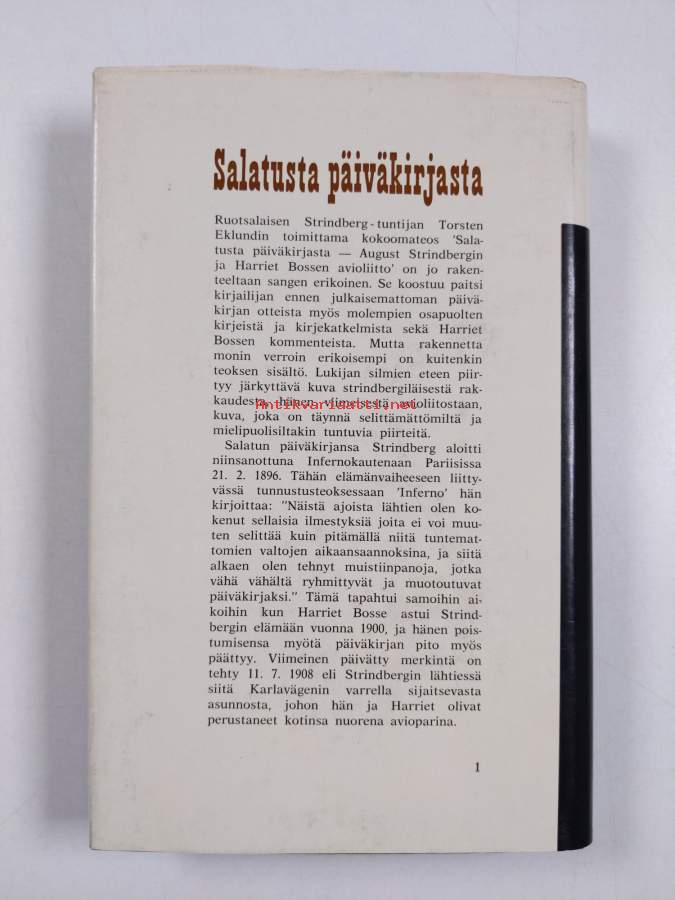 Salatusta päiväkirjasta
Ruotsalaisen Strindberg-tuntijan Torsten
Eklundin toimittama kokoomateos 'Sala-
tusta päiväkirjasta — August Strindbergin
ja Harriet Bossen avioliitto' on jo raken-
teeltaan sangen erikoinen. Se koostuu paitsi
kirjailijan ennen julkaisemattoman päivä-
kirjan otteista myös molempien osapuolten
kirjeistä ja kirjekatkelmista sekä Harriet
Bossen kommenteista. Mutta rakennetta
monin verroin erikoisempi on kuitenkin
teoksen sisältö. Lukijan silmien eteen piir-
tyy järkyttävä kuva strindbergiläisestä rak-
kaudesta, hänen viimeisestä avioliitostaan,
Antikvariaatti.net
kuva, joka on täynnä selittämättömiltä ja
mielipuolisiltakin tuntuvia piirteitä.
Salatun päiväkirjansa Strindberg aloitti
niinsanottuna Infernokautenaan Pariisissa
21. 2. 1896. Tähän elämänvaiheeseen liitty-
vässä tunnustusteoksessaan 'Inferno' hän
kirjoittaa: "Näistä ajoista lähtien olen ko-
kenut sellaisia ilmestyksiä joita ei voi muu-
ten selittää kuin pitämällä niitä tuntemat-
tomien valtojen aikaansaannoksina, ja siitä
alkaen olen tehnyt muistiinpanoja, jotka
vähä vähältä ryhmittyvät ja muotoutuvat
päiväkirjaksi." Tämä tapahtui samoihin ai-
koihin kun Harriet Bosse astui Strind-
bergin elämään vuonna 1900, ja hänen pois-
tumisensa myötä päiväkirjan pito myös
päättyy. Viimeinen päivätty merkintä on
tehty 11. 7. 1908 eli Strindbergin lähtiessä
siitä Karlavägenin varrella sijaitsevasta
asunnosta, johon hän ja Harriet olivat
perustaneet kotinsa nuorena avioparina.
1